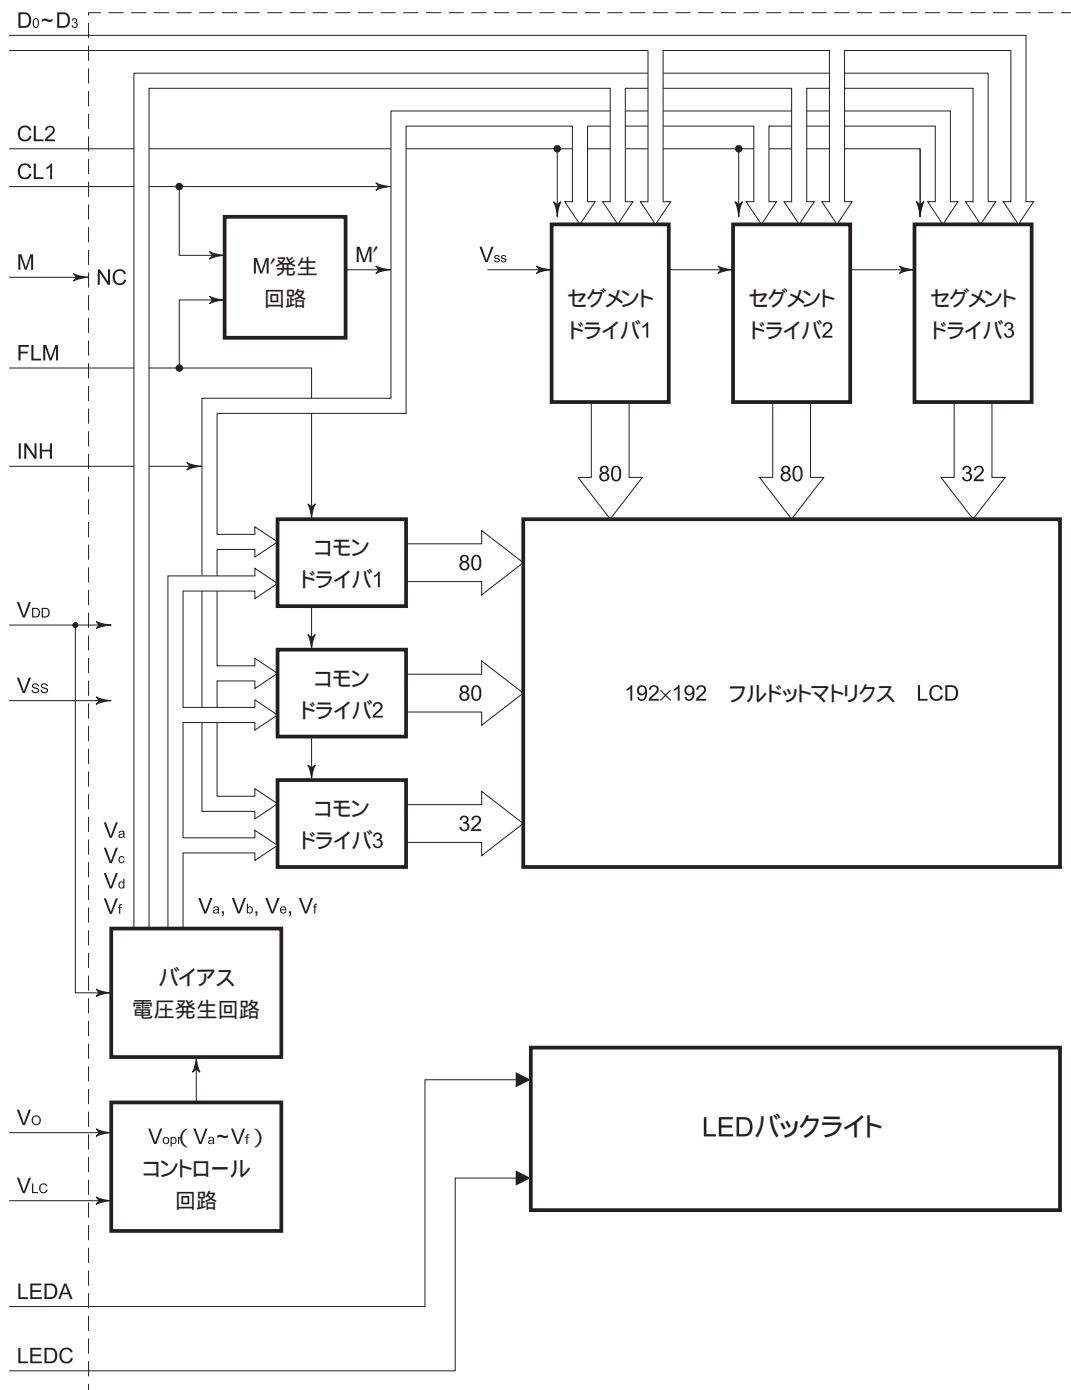 D0~D3
CL2
CL1
M
NC
FLM
INH
VDD
VSS
M′発生
回路
M′
Vss
セグメント
ドライバ1
セグメント
ドライバ2
セグメント
ドライバ3
80
80
32
コモン
ドライバ1
80
コモン
ドライバ2
80
コモン
ドライバ3
32
192×192 フルドットマトリクス LCD
Va
Vc
Vd
Vf
Va, Vb, Ve, Vf
バイアス
電圧発生回路
VO
VLC
Vopr( Va~Vf )
コントロール
回路
LEDバックライト
LEDA
LEDC